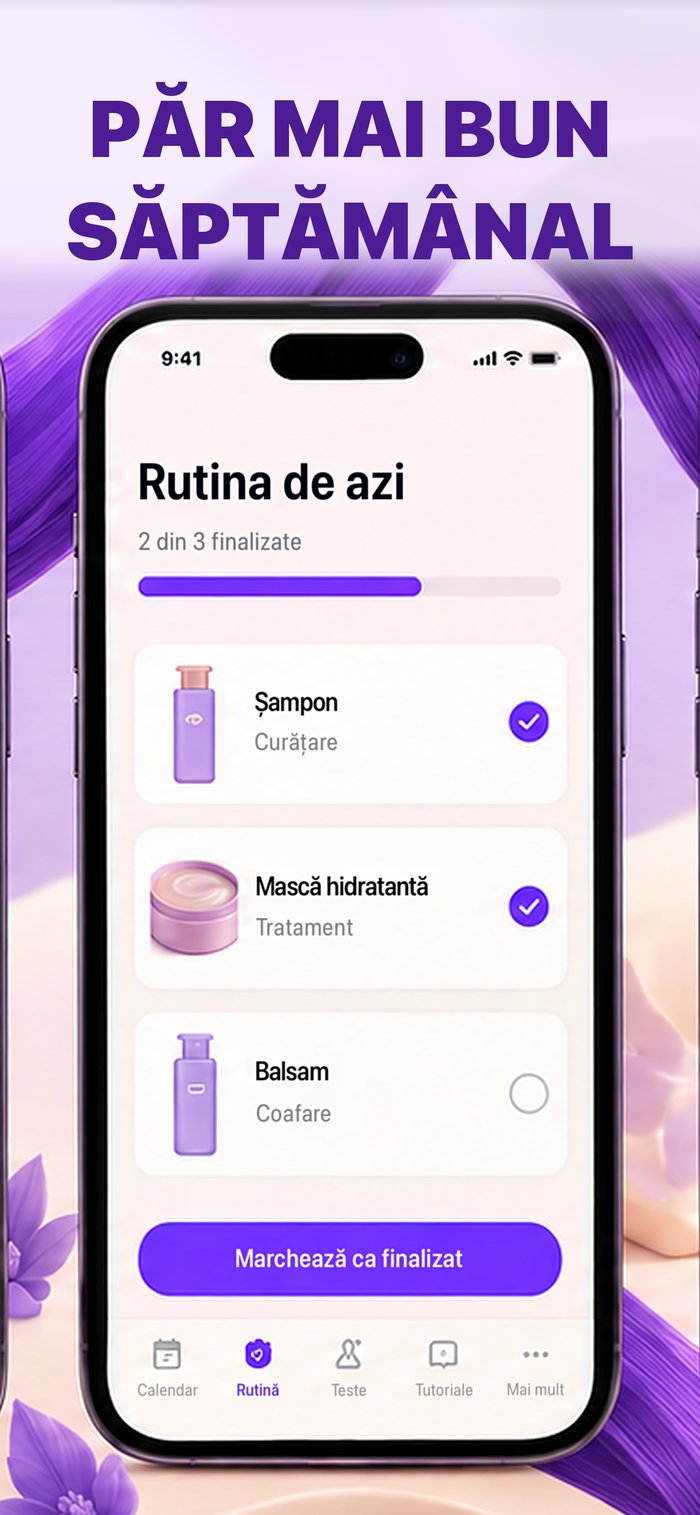 PĂR MAI BUN
SĂPTĂMÂNAL
9:41
Rutina de azi
2 din 3 finalizate
Șampon
Curățare
Mască hidratantă
Tratament
Balsam
Coafare
Marchează ca finalizat
Calendar
Rutină
Teste
Tutoriale
Mai mult